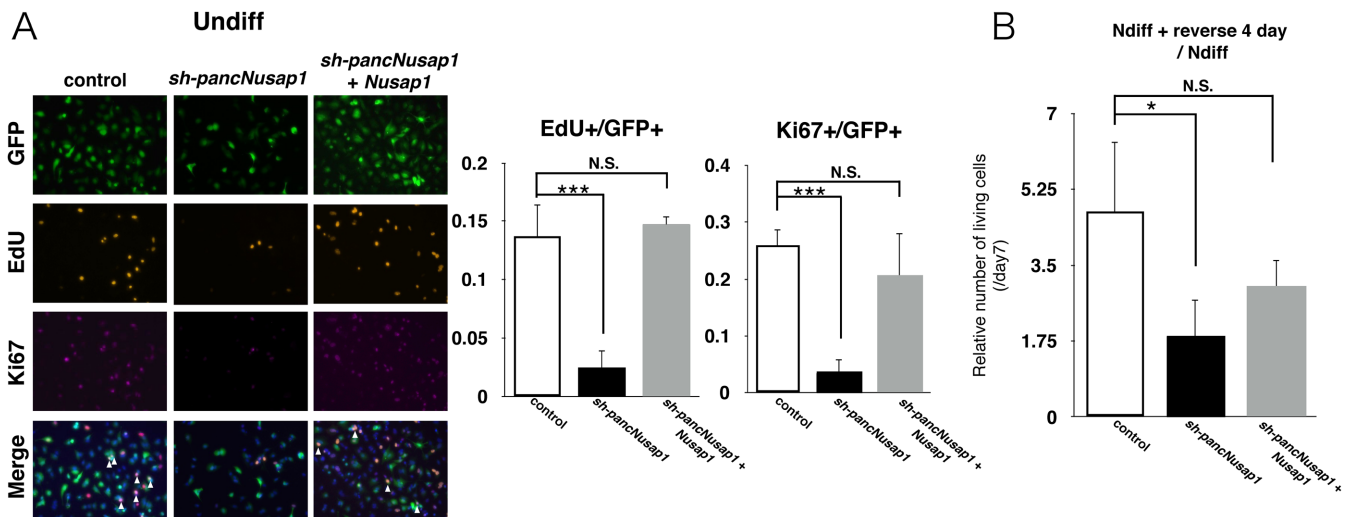 A
Undiff
control
sh-pancNusap1
sh-pancNusap1
+ Nusap1
GFP
EdU
Ki67
Merge
EdU+/GFP+
N.S.
***
0.2
0.15
0.1
0.05
0
control
sh-pancNusap1
sh-pancNusap1 +
Nusap1
Ki67+/GFP+
N.S.
***
0.4
0.3
0.2
0.1
0
control
sh-pancNusap1
sh-pancNusap1 +
Nusap1
B
Ndiff + reverse 4 day
/ Ndiff
N.S.
*
Relative number of living cells
(/day7)
7
5.25
3.5
1.75
0
control
sh-pancNusap1
sh-pancNusap1 +
Nusap1